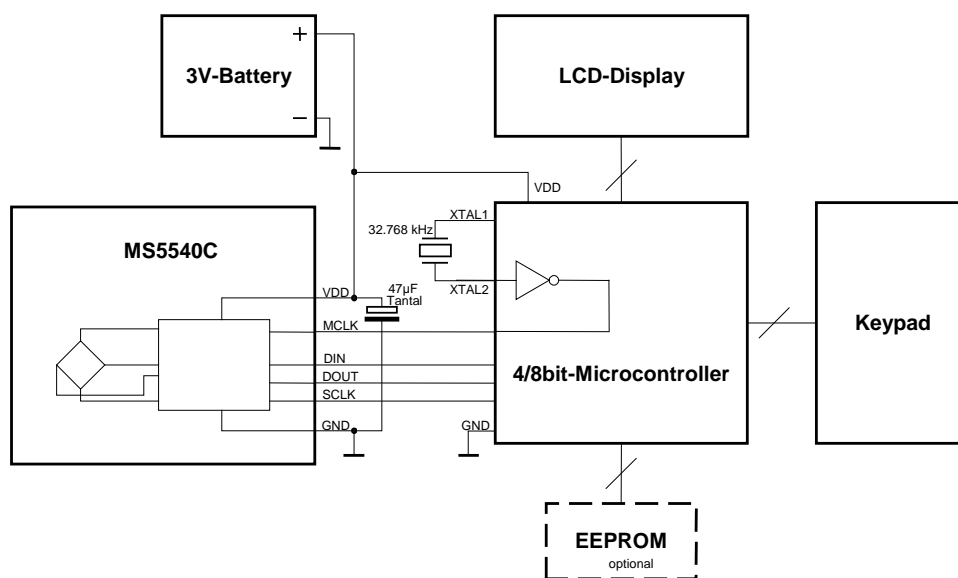 +
3V-Battery
−
LCD-Display
VDD
MS5540C
XTAL1
32.768 kHz
XTAL2
VDD
47µF
Tantal
MCLK
DIN
DOUT
SCLK
GND
GND
4/8bit-Microcontroller
Keypad
EEPROM
optional